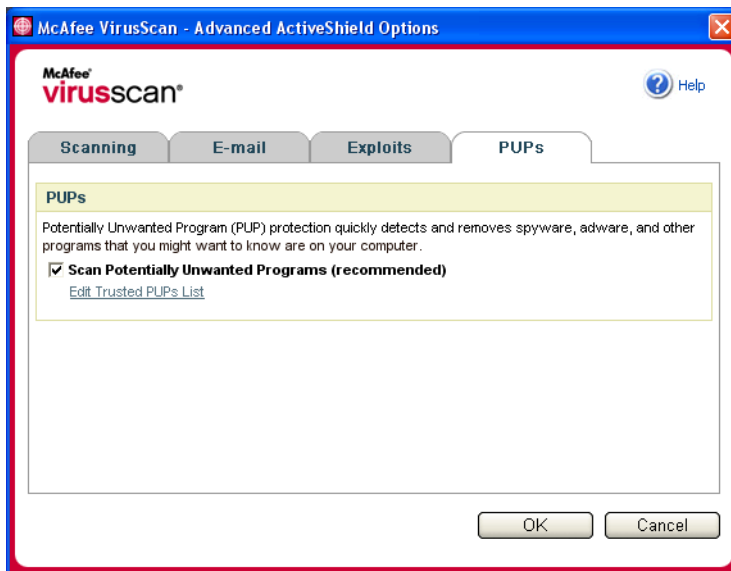 McAfee VirusScan - Advanced ActiveShield Options
McAfee®
virusscan®
Help
Scanning
E-mail
Exploits
PUPs
PUPs
Potentially Unwanted Program (PUP) protection quickly detects and removes spyware, adware, and other
programs that you might want to know are on your computer.
Scan Potentially Unwanted Programs (recommended)
Edit Trusted PUPs List
OK
Cancel